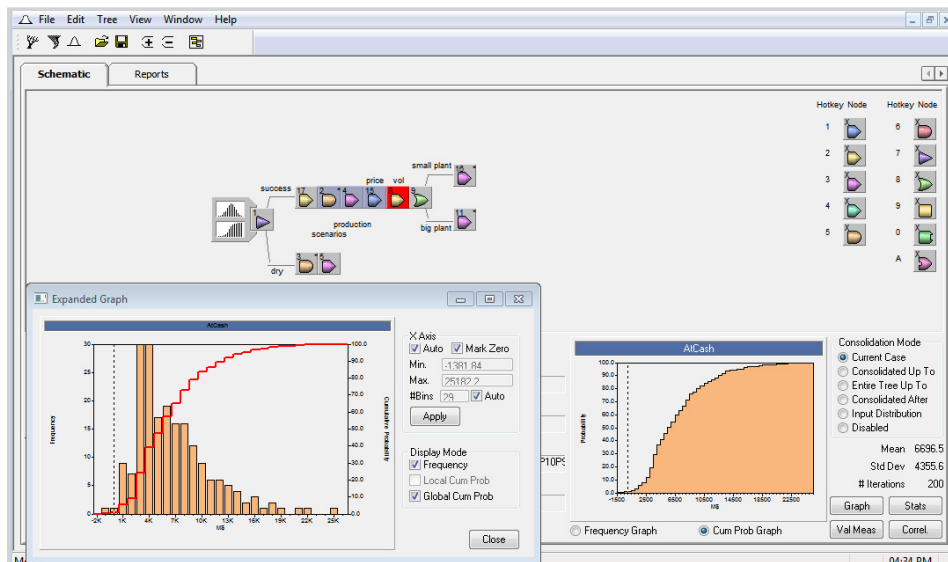 File Edit Tree View Window Help
Schematic Reports
Hotkey Node Hotkey Node
1 6
2 7
3 8
4 9
5 0
A
small plant
16
success price vol
17 2 4 15 8 9
1
big plant
11
production
scenarios
3 5
dry
Expanded Graph
AtCash
30 100.0
25 90.0
80.0
20 70.0
60.0
15 50.0
40.0
10 30.0
20.0
5 10.0
0 0.0
Frequency
Cumulative Probability
-2K 1K 4K 7K 10K 13K 16K 19K 22K 25K
M$
X Axis
Auto Mark Zero
Min. -1381.84
Max. 25182.2
#Bins 29 Auto
Apply
Display Mode
Frequency
Local Cum Prob
Global Cum Prob
Close
AtCash
100.0
90.0
80.0
70.0
60.0
50.0
40.0
30.0
20.0
10.0
0.0
Probability
-1500 2500 6500 10500 14500 18500 22500
M$
Frequency Graph Cum Prob Graph
Consolidation Mode
Current Case
Consolidated Up To
Entire Tree Up To
Consolidated After
Input Distribution
Disabled
Mean 6696.5
Std Dev 4355.6
# Iterations 200
Graph Stats
Val Meas Correl.
04:34 PM